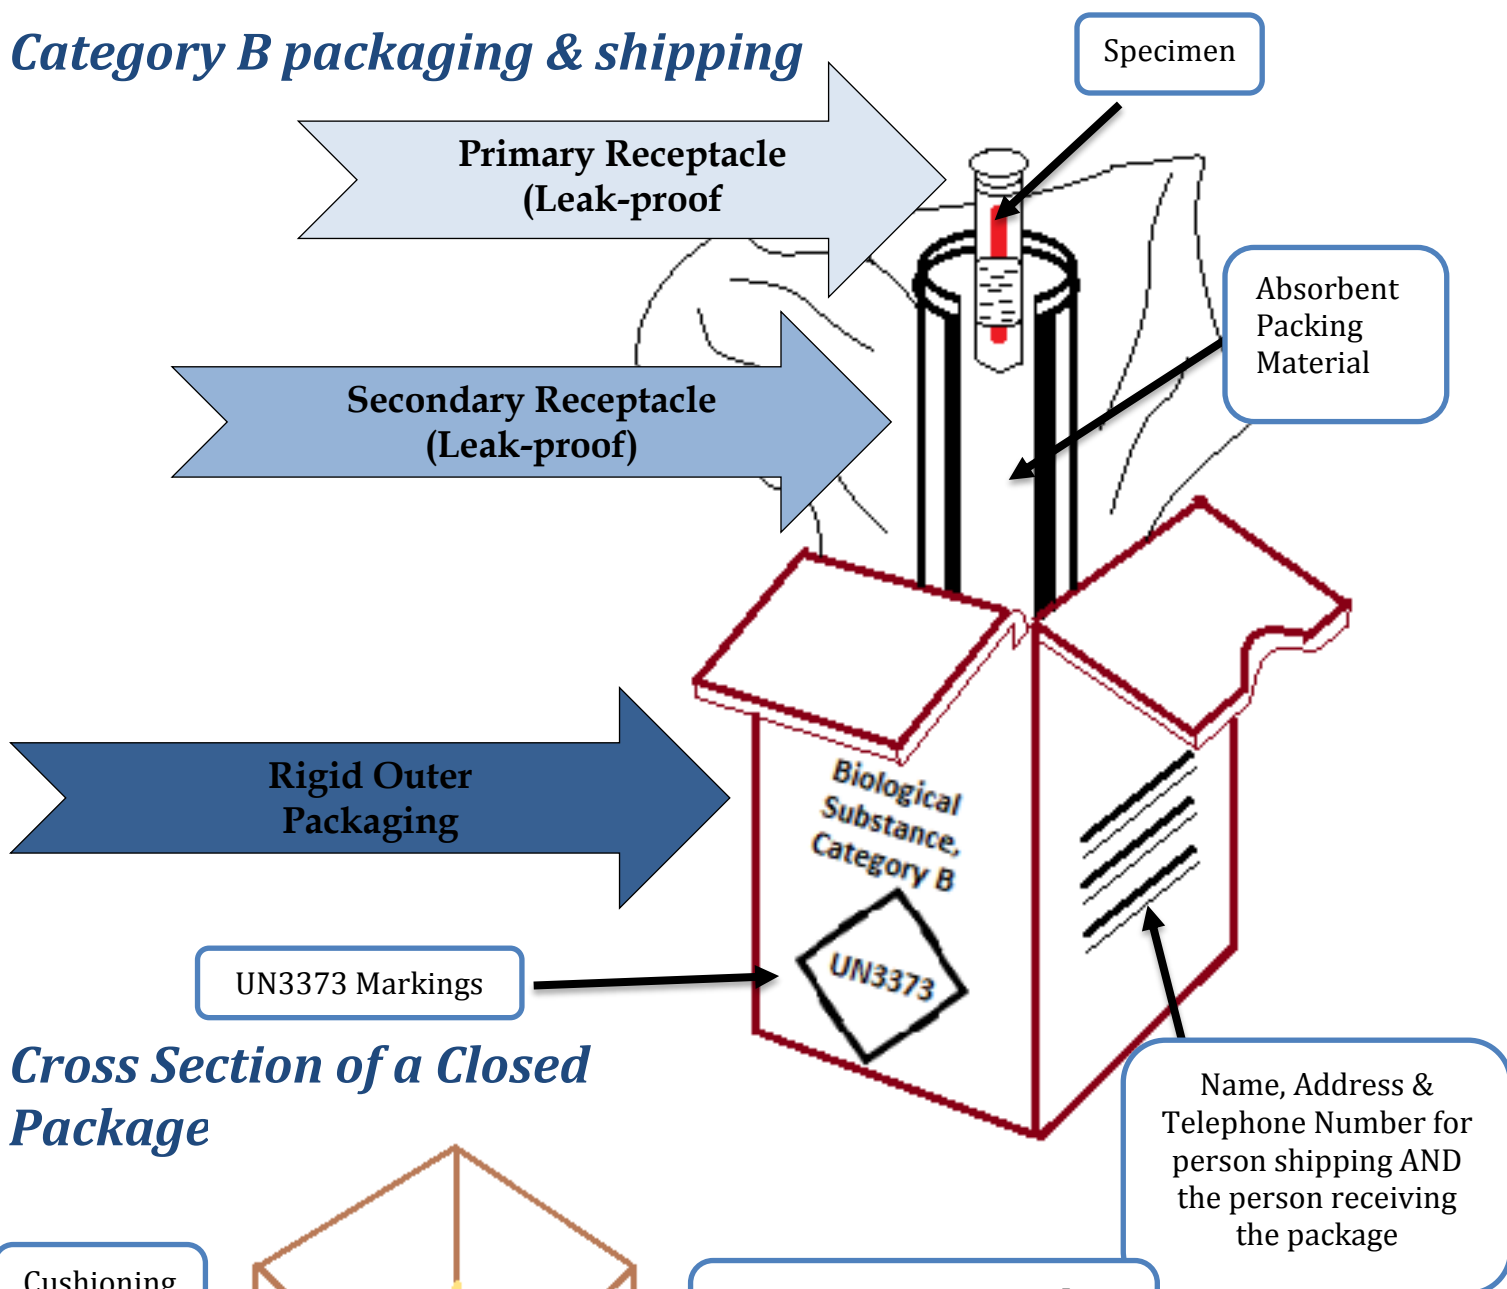 Category B packaging & shipping
Specimen
Primary Receptacle
(Leak-proof
Absorbent
Packing
Material
Secondary Receptacle
(Leak-proof)
Rigid Outer
Packaging
Biological
Substance,
Category B
UN3373
UN3373 Markings
Name, Address &
Telephone Number for
person shipping AND
the person receiving
the package
Cross Section of a Closed
Package
Cushioning